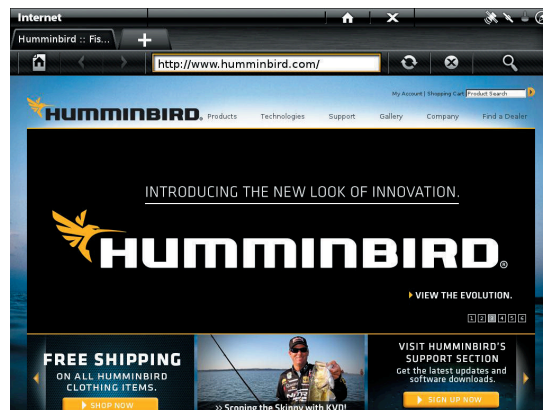 Internet
Humminbird :: Fis...
http://www.humminbird.com/
My Account | Shopping Cart Product Search
HUMMINBIRD®
Products Technologies Support Gallery Company Find a Dealer
INTRODUCING THE NEW LOOK OF INNOVATION.
HUMMINBIRD®
VIEW THE EVOLUTION.
1 2 3 4 5 6
FREE SHIPPING
ON ALL HUMMINBIRD
CLOTHING ITEMS.
SHOP NOW
>> Scoping the Skinny with KVD!
VISIT HUMMINBIRD'S
SUPPORT SECTION
Get the latest updates and
software downloads.
SIGN UP NOW